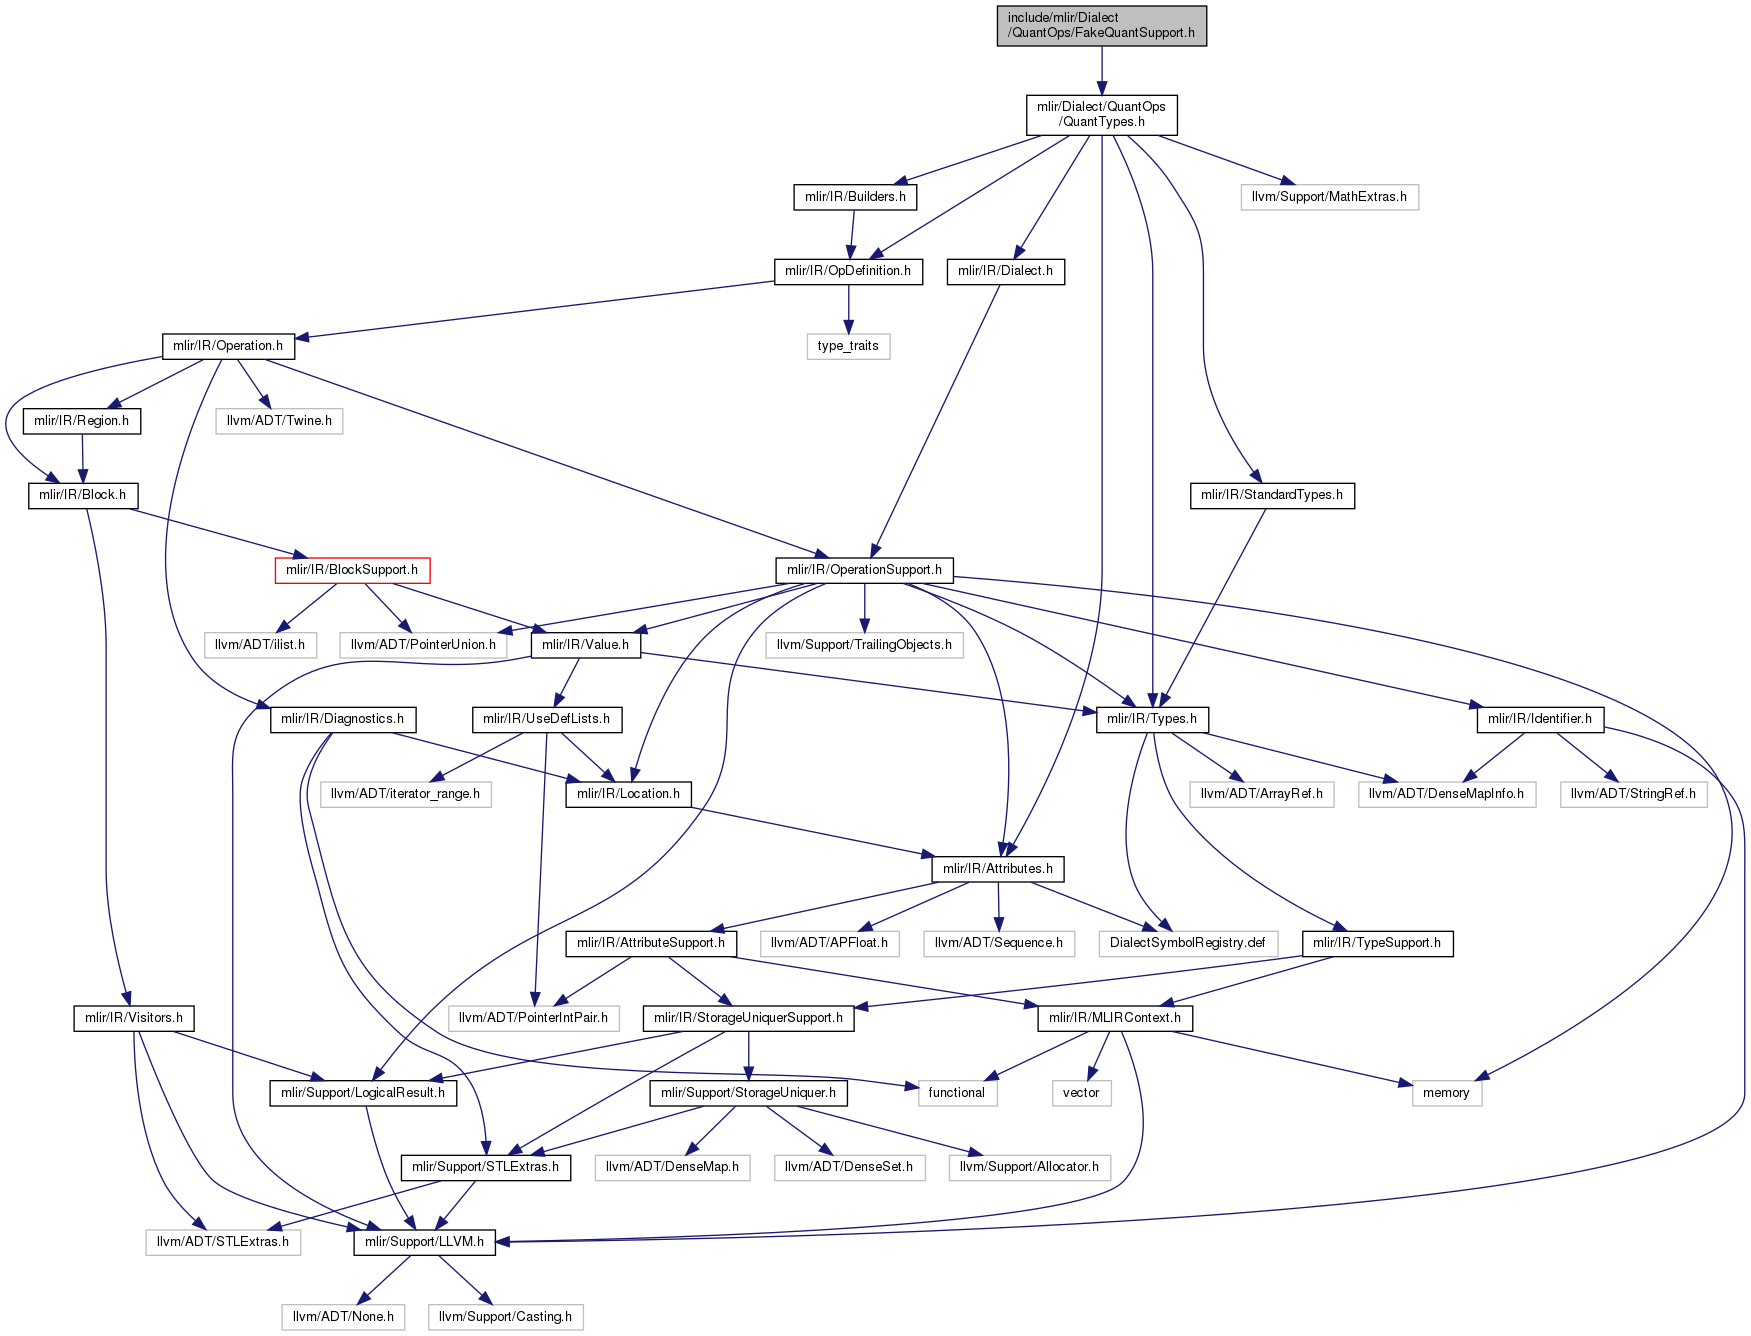 include/mlir/Dialect
/QuantOps/FakeQuantSupport.h
mlir/Dialect/QuantOps
/QuantTypes.h
mlir/IR/Builders.h
llvm/Support/MathExtras.h
mlir/IR/OpDefinition.h
mlir/IR/Dialect.h
mlir/IR/Operation.h
type_traits
mlir/IR/Region.h
llvm/ADT/Twine.h
mlir/IR/Block.h
mlir/IR/StandardTypes.h
mlir/IR/BlockSupport.h
mlir/IR/OperationSupport.h
llvm/ADT/ilist.h
llvm/ADT/PointerUnion.h
mlir/IR/Value.h
llvm/Support/TrailingObjects.h
mlir/IR/Diagnostics.h
mlir/IR/UseDefLists.h
mlir/IR/Types.h
mlir/IR/Identifier.h
llvm/ADT/iterator_range.h
mlir/IR/Location.h
llvm/ADT/ArrayRef.h
llvm/ADT/DenseMapInfo.h
llvm/ADT/StringRef.h
mlir/IR/Attributes.h
mlir/IR/AttributeSupport.h
llvm/ADT/APFloat.h
llvm/ADT/Sequence.h
DialectSymbolRegistry.def
mlir/IR/TypeSupport.h
mlir/IR/Visitors.h
llvm/ADT/PointerIntPair.h
mlir/IR/StorageUniquerSupport.h
mlir/IR/MLIRContext.h
mlir/Support/LogicalResult.h
mlir/Support/StorageUniquer.h
functional
vector
memory
mlir/Support/STLExtras.h
llvm/ADT/DenseMap.h
llvm/ADT/DenseSet.h
llvm/Support/Allocator.h
llvm/ADT/STLExtras.h
mlir/Support/LLVM.h
llvm/ADT/None.h
llvm/Support/Casting.h